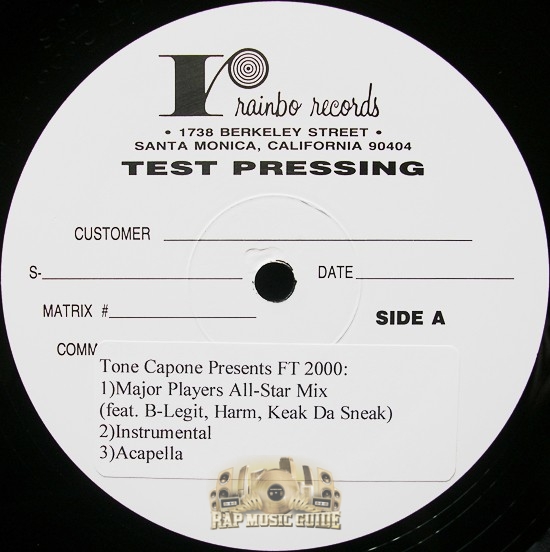 r rainbo records
• 1738 BERKELEY STREET •
SANTA MONICA, CALIFORNIA 90404
TEST PRESSING
CUSTOMER
S- DATE
MATRIX #
SIDE A
COMM
Tone Capone Presents FT 2000:
1)Major Players All-Star Mix
(feat. B-Legit, Harm, Keak Da Sneak)
2)Instrumental
3)Acapella
RAP MUSIC GUIDE